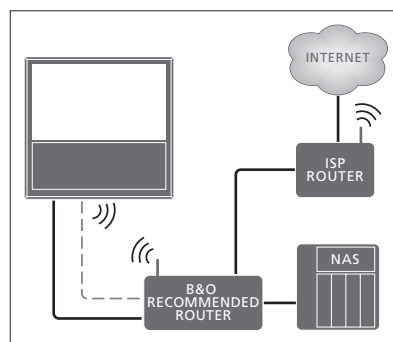 INTERNET
ISP
ROUTER
NAS
B&O
RECOMMENDED
ROUTER